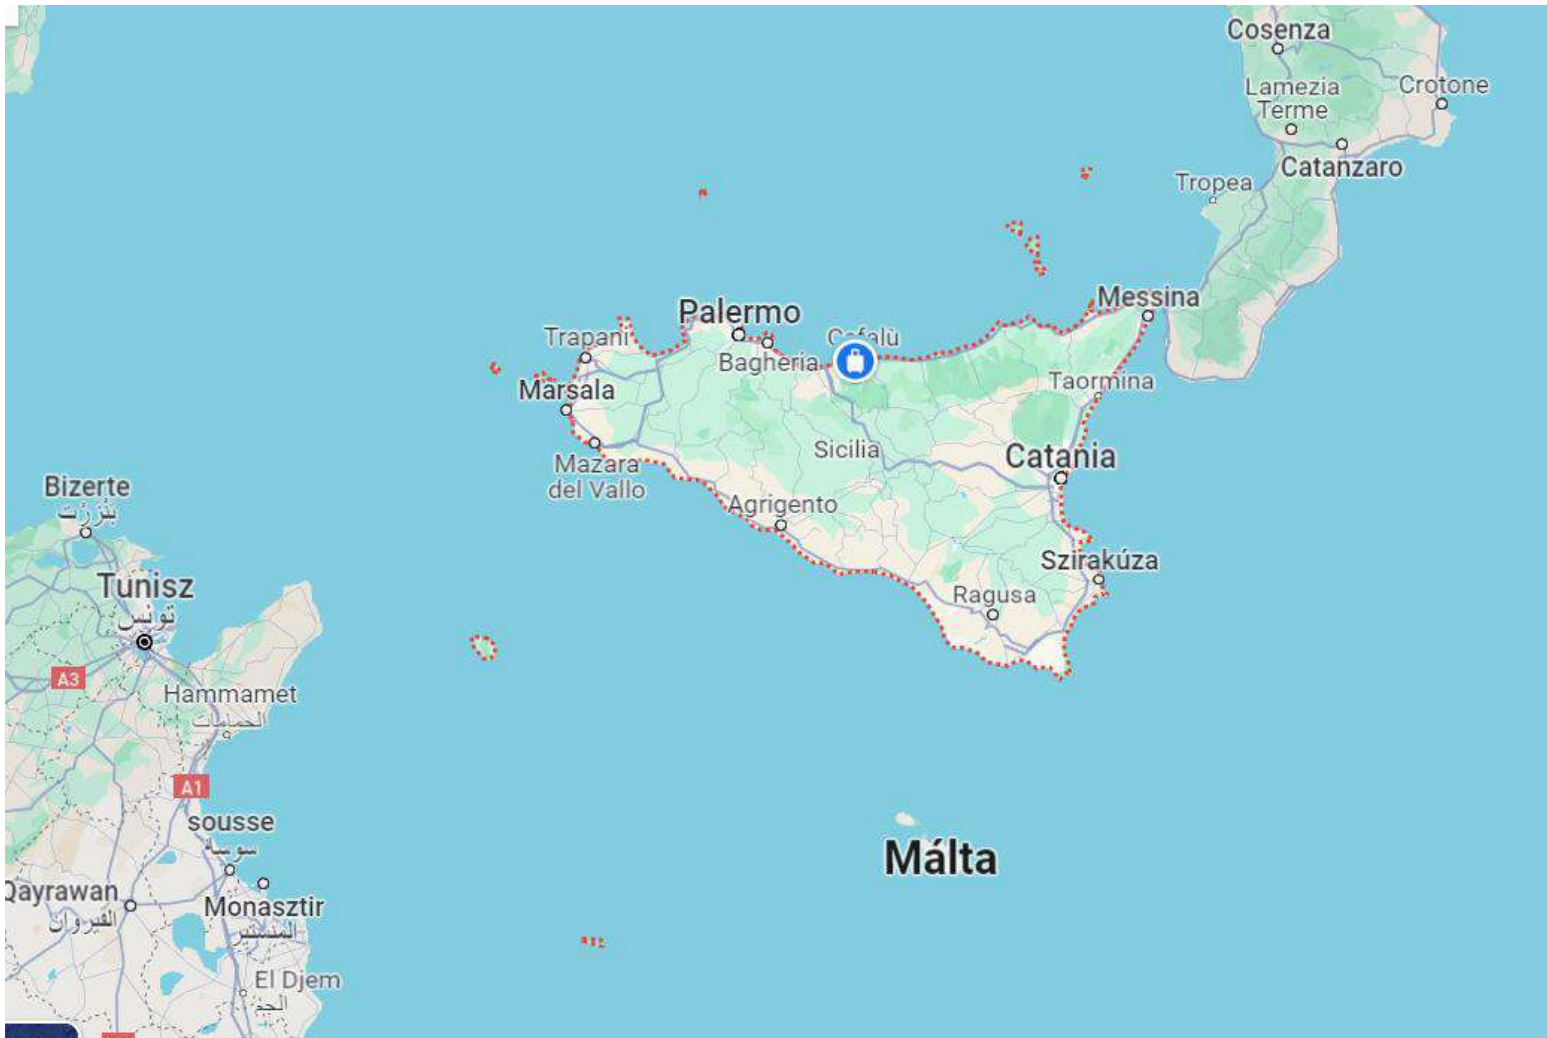 Cosenza
Lamezia
Terme
Crotone
Catanzaro
Tropea
Messina
Palermo
Cefalù
Trapani
Bagheria
Marsala
Taormina
Sicilia
Catania
Mazara
del Vallo
Agrigento
Bizerte
بنزرت
Szirakúza
Tunisz
تونس
Ragusa
A3
Hammamet
الحمامات
A1
sousse
سوسة
Málta
Qayrawan
القيروان
Monasztir
المنستير
El Djem
الجم